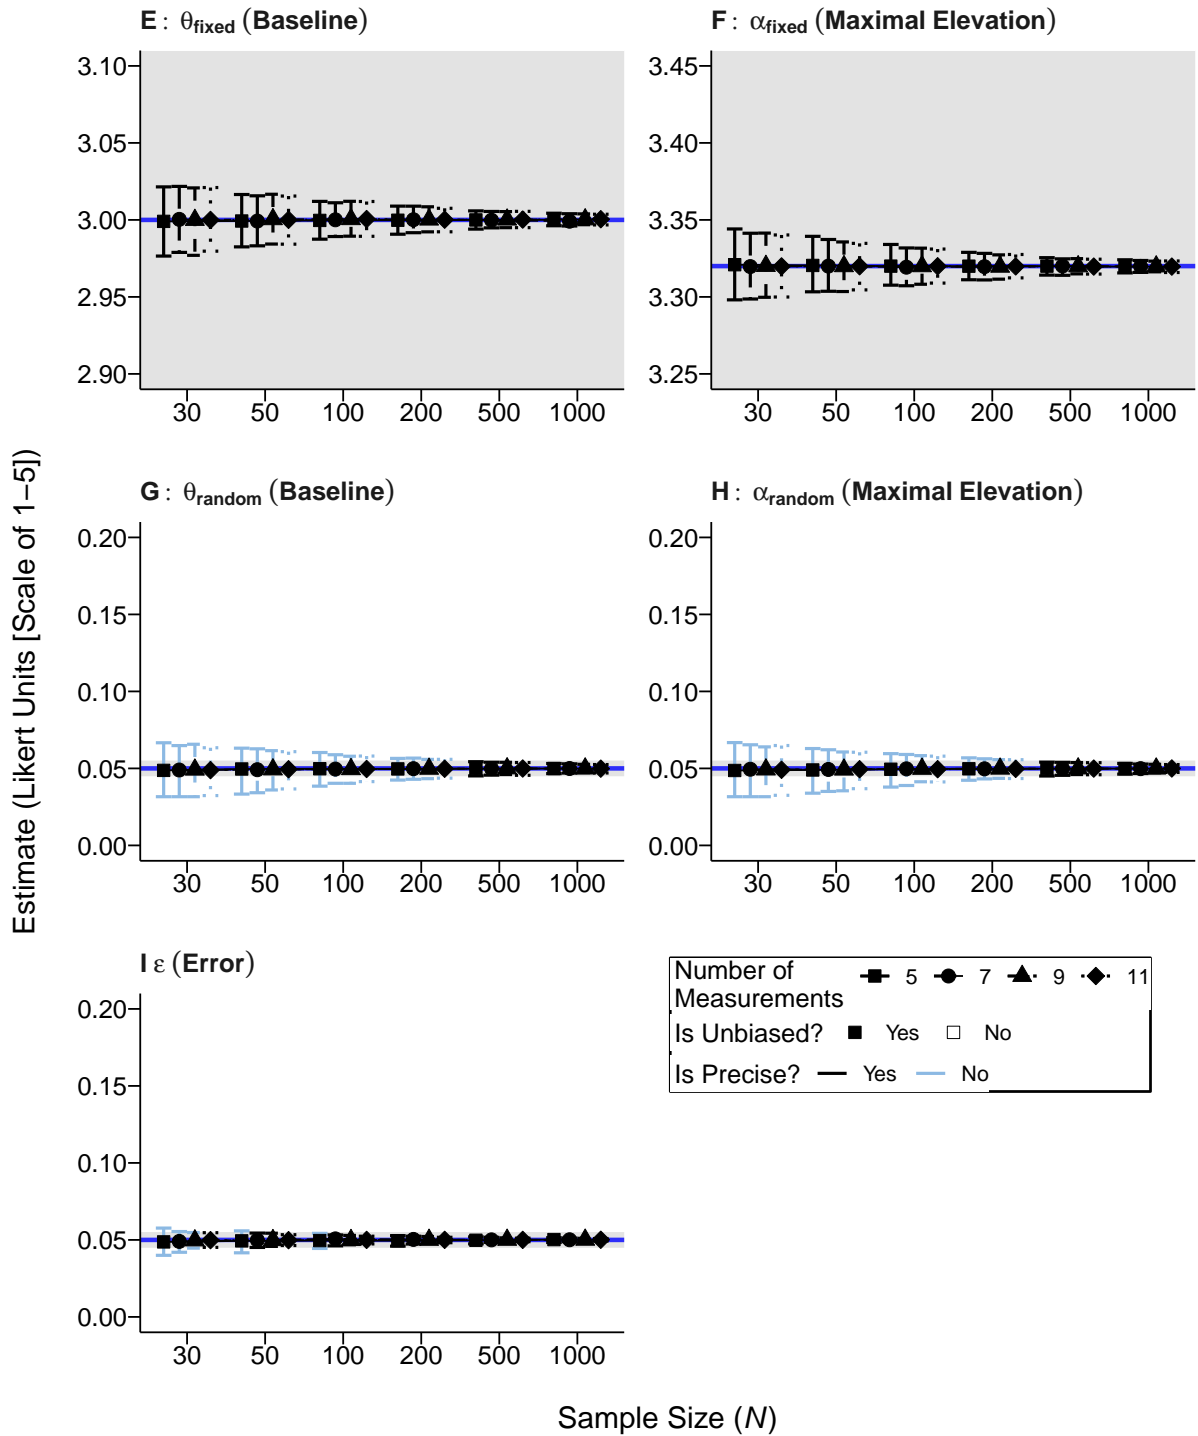 E : θfixed (Baseline)
3.10
3.05
3.00
2.95
2.90
30 50 100 200 500 1000
F : αfixed (Maximal Elevation)
3.45
3.40
3.35
3.30
3.25
30 50 100 200 500 1000
Estimate (Likert Units [Scale of 1–5])
G : θrandom (Baseline)
0.20
0.15
0.10
0.05
0.00
30 50 100 200 500 1000
H : αrandom (Maximal Elevation)
0.20
0.15
0.10
0.05
0.00
30 50 100 200 500 1000
I ε (Error)
0.20
0.15
0.10
0.05
0.00
30 50 100 200 500 1000
Number of
Measurements 5 7 9 11
Is Unbiased? Yes No
Is Precise? Yes No
Sample Size (N)